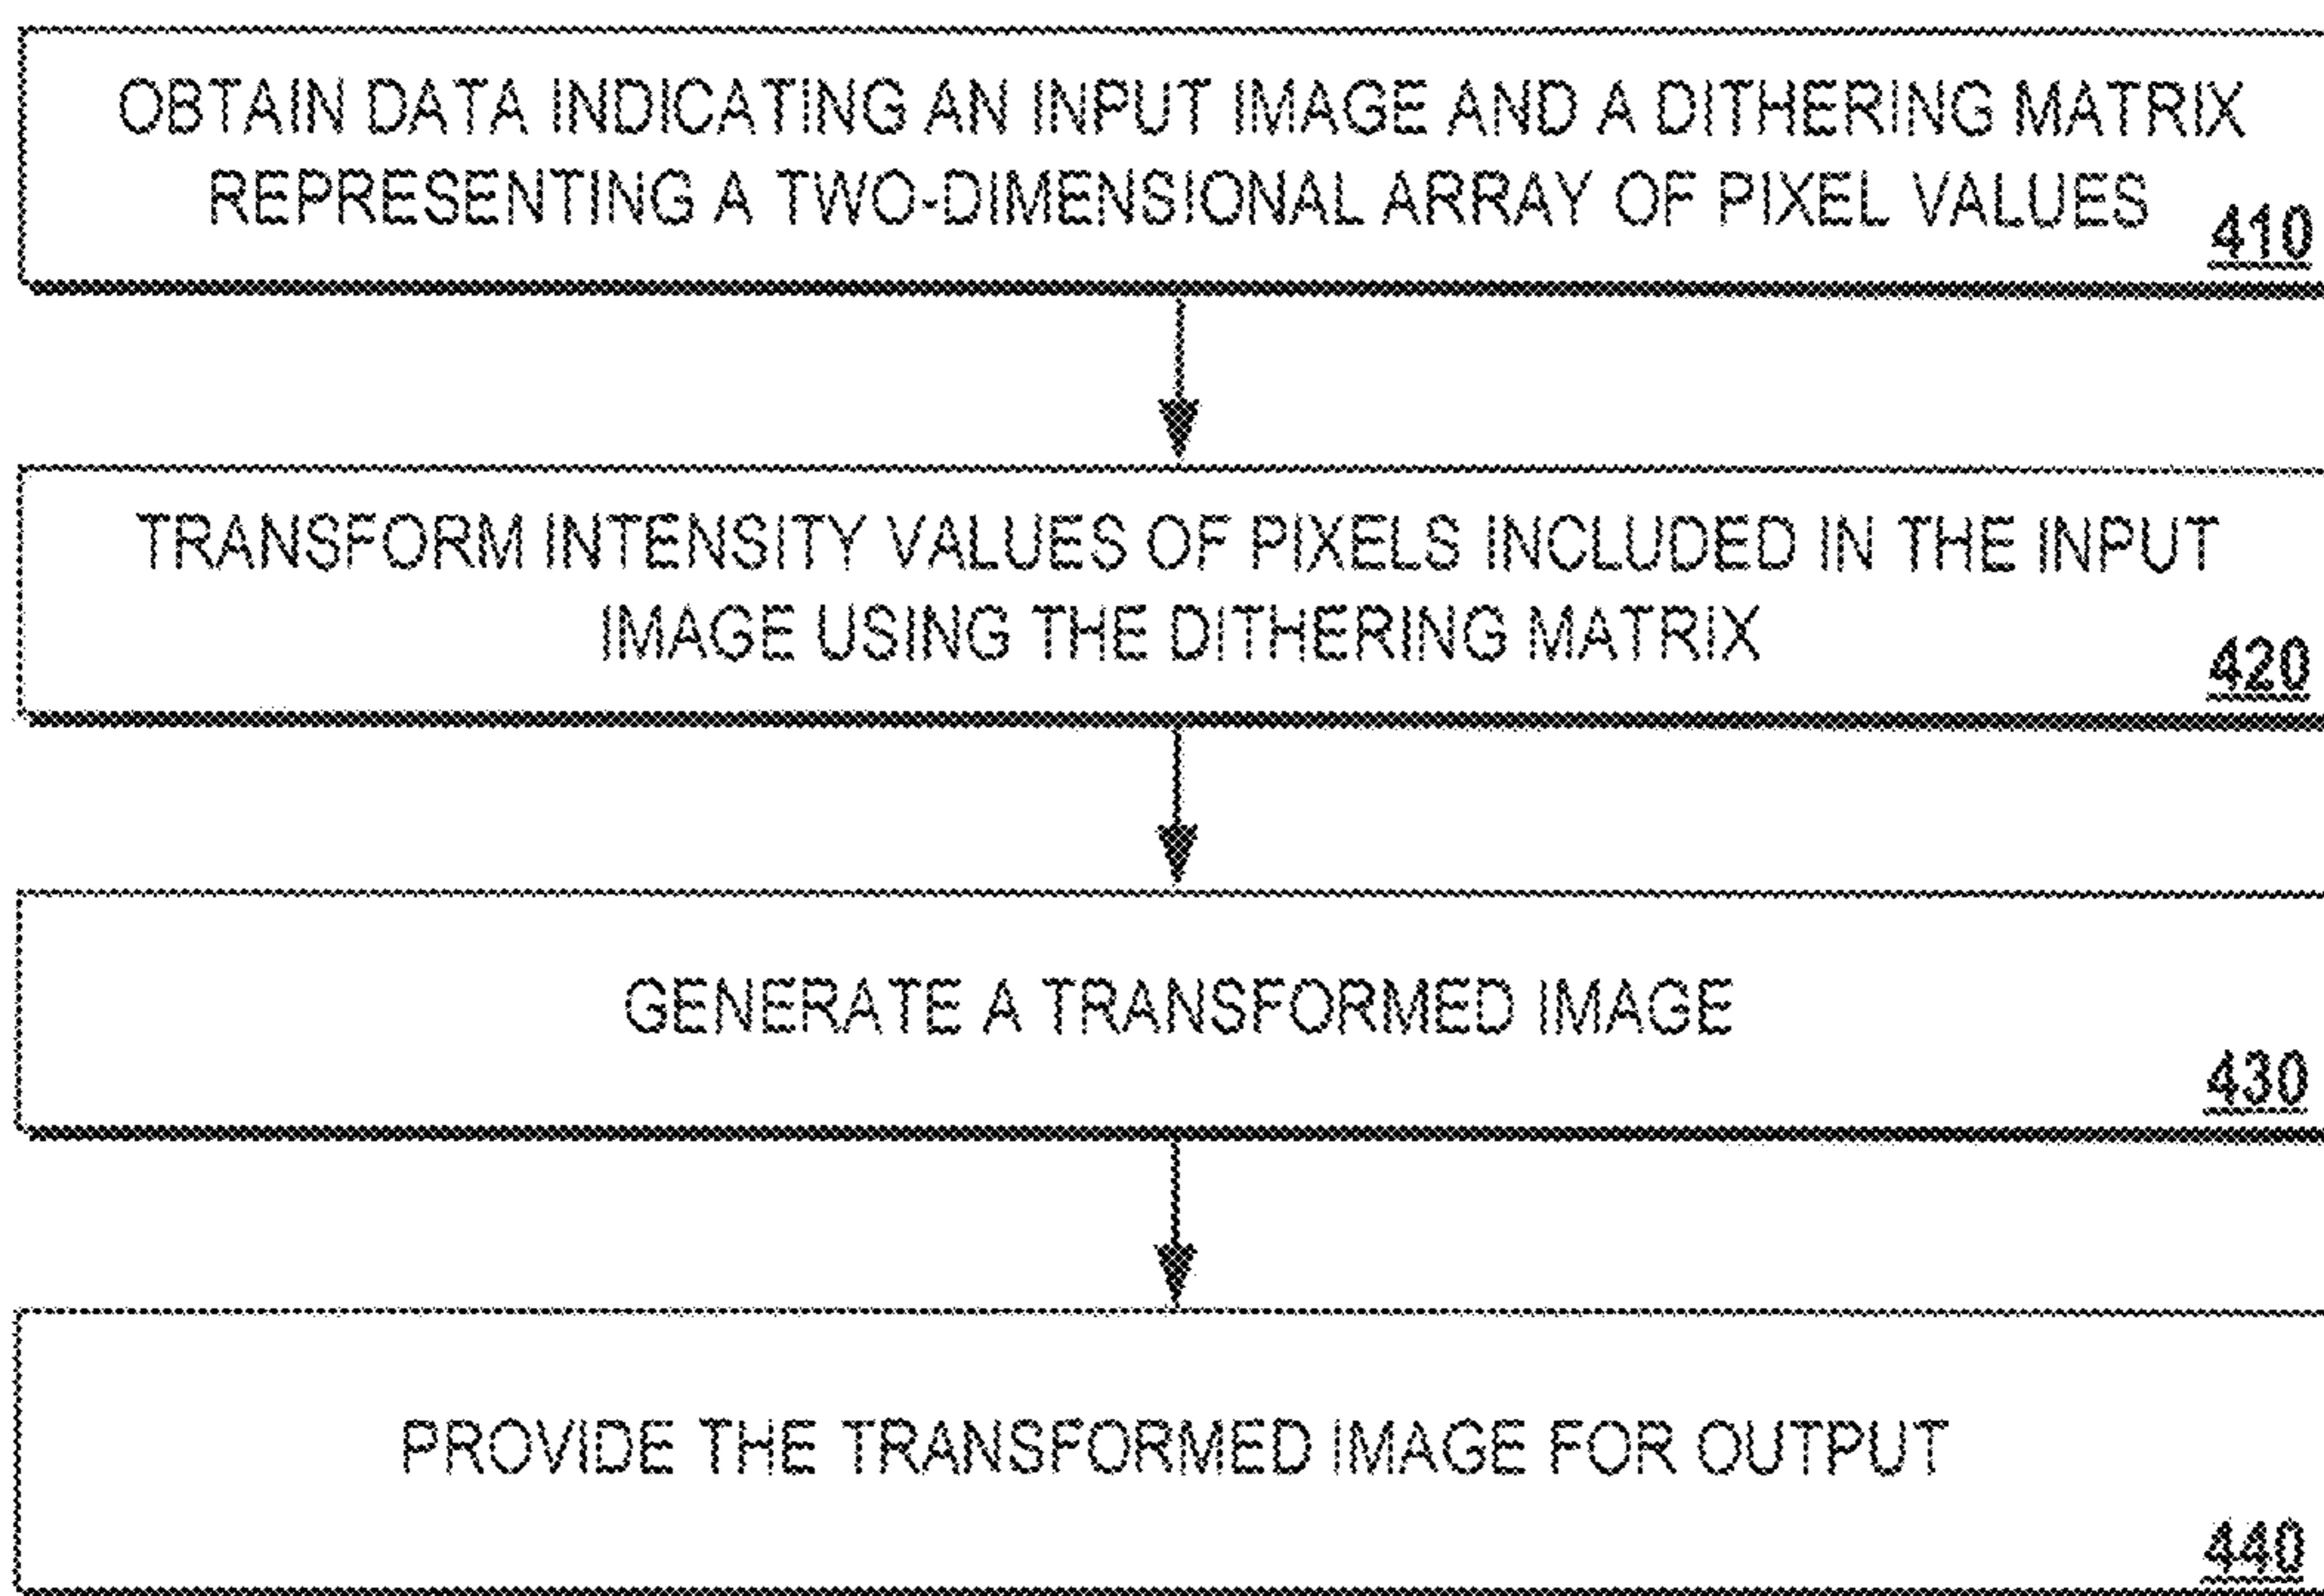 OBTAIN DATA INDICATING AN INPUT IMAGE AND A DITHERING MATRIX
REPRESENTING A TWO-DIMENSIONAL ARRAY OF PIXEL VALUES
410
TRANSFORM INTENSITY VALUES OF PIXELS INCLUDED IN THE INPUT
IMAGE USING THE DITHERING MATRIX
420
GENERATE A TRANSFORMED IMAGE
430
PROVIDE THE TRANSFORMED IMAGE FOR OUTPUT
440